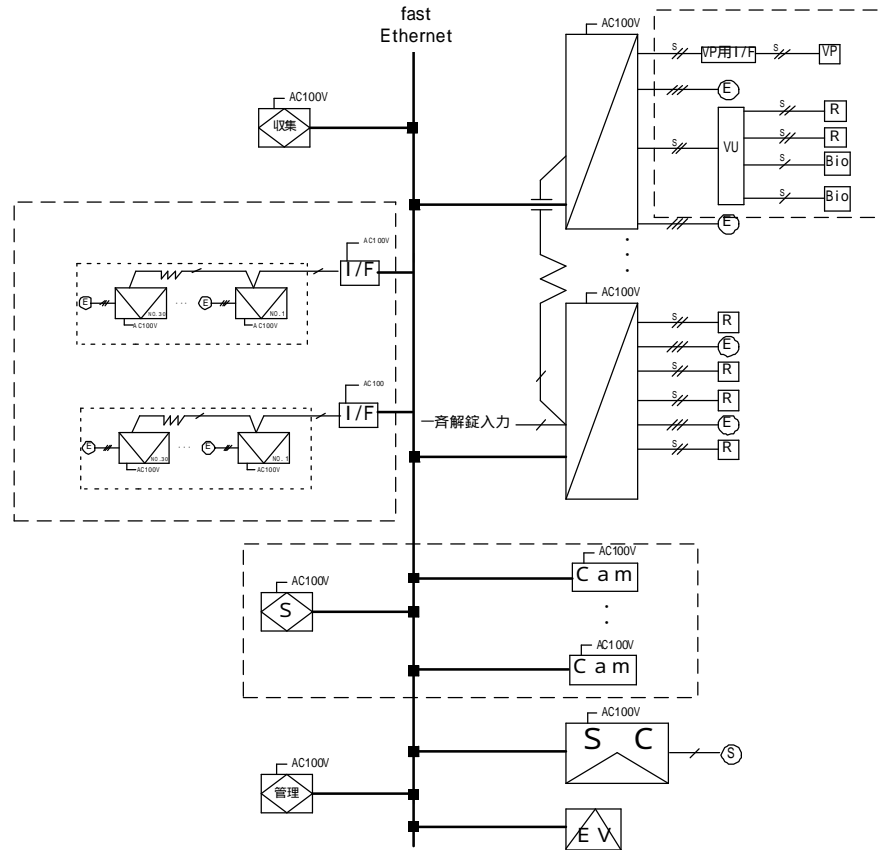 fast
Ethernet
AC100V
収集
AC100V
S
VP用I/F
S
VP
E
S
VU
S
R
S
R
S
Bio
S
Bio
E
AC100V
I/F
E
NO.30
AC100V
E
NO.1
AC100V
AC100
I/F
E
NO.30
AC100V
E
NO.1
AC100V
AC100V
S
R
E
S
R
S
R
E
S
R
一斉解錠入力
AC100V
S
AC100V
Cam
AC100V
Cam
AC100V
SC
S
AC100V
管理
EV